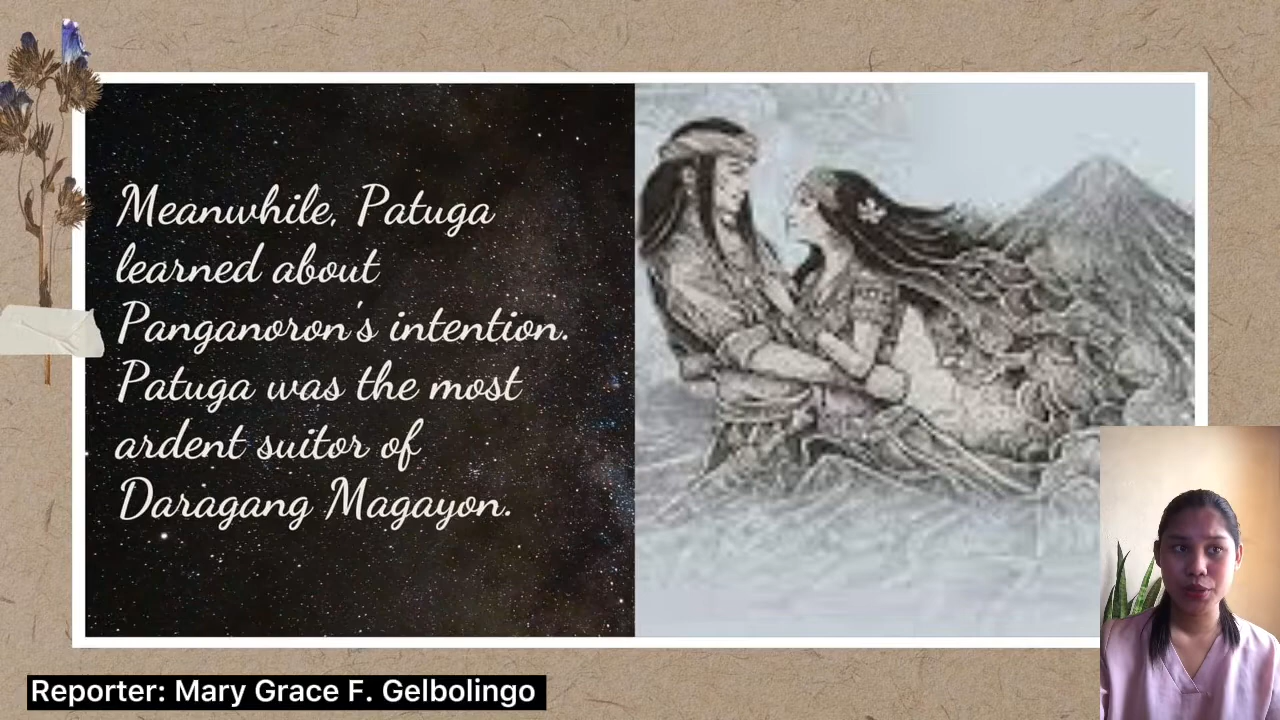 Meanwhile, Patuga
learned about
Panganoron's intention.
Patuga was the most
ardent suitor of
Daragang Magayon.
Reporter: Mary Grace F. Gelbolingo